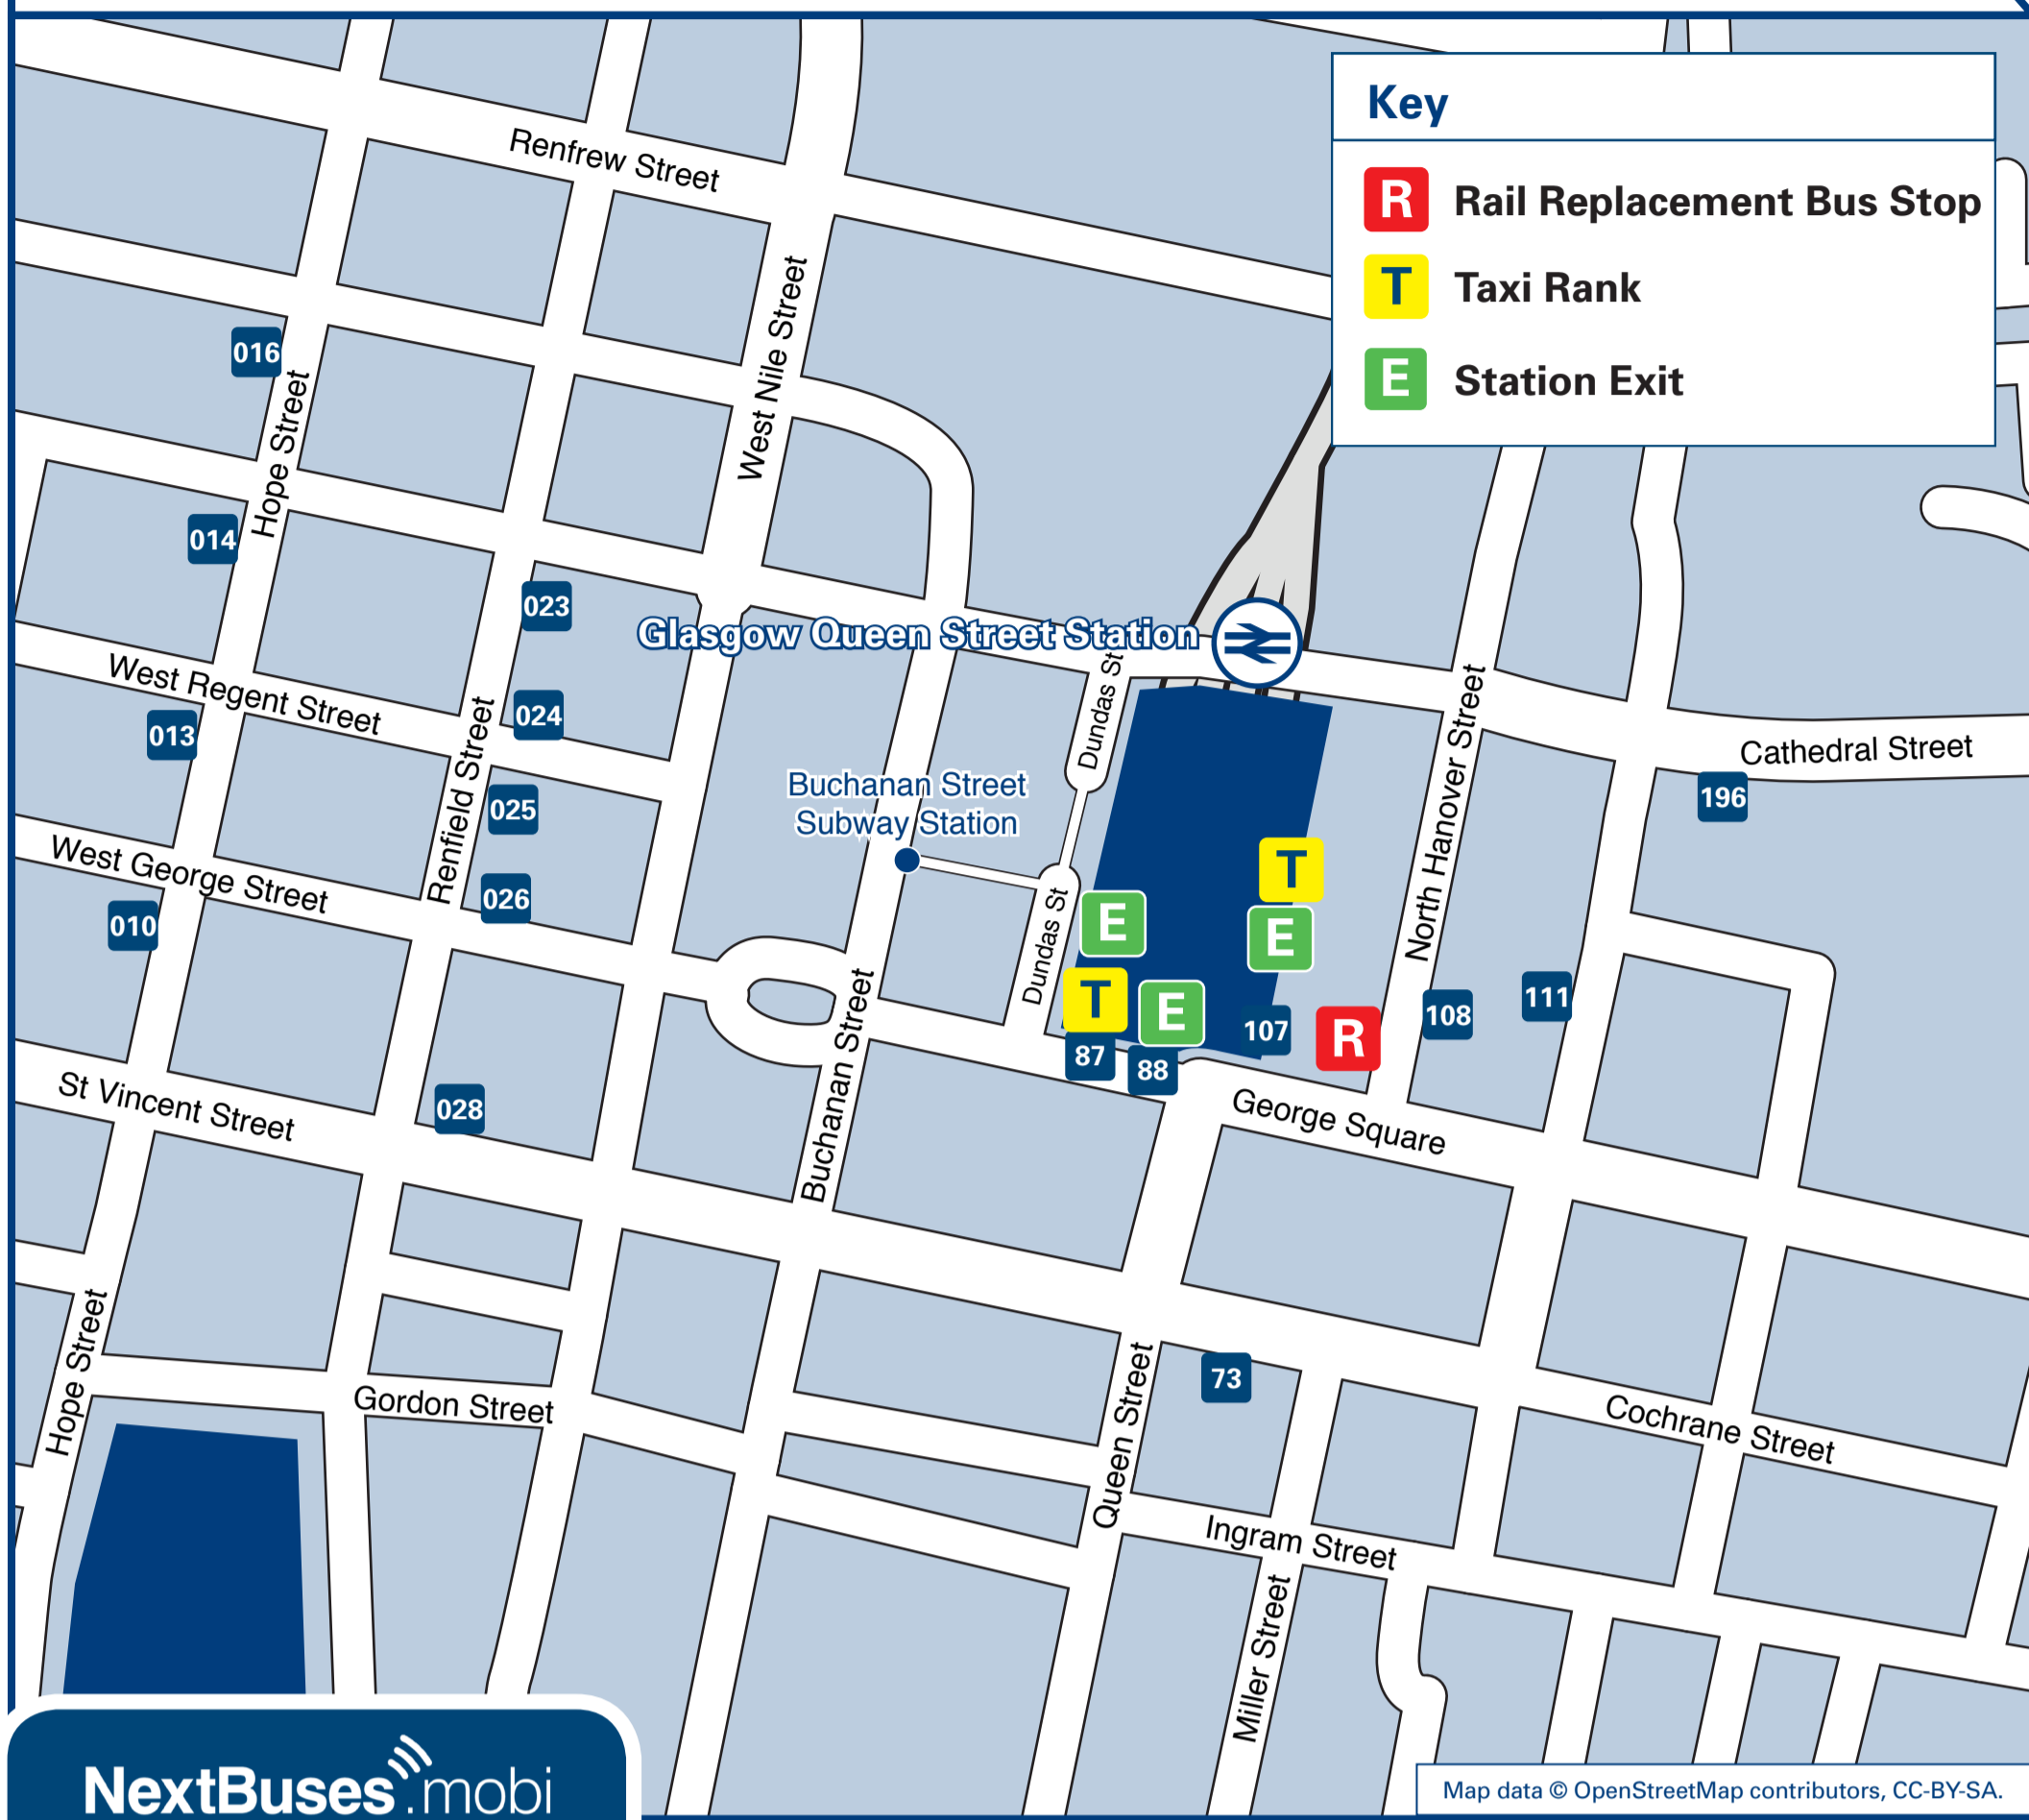 Key
R Rail Replacement Bus Stop
T Taxi Rank
E Station Exit
Renfrew Street
West Nile Street
016
Hope Street
014
023
Glasgow Queen Street Station
Dundas St
West Regent Street
024
013
North Hanover Street
Cathedral Street
Renfield Street
Buchanan Street
Subway Station
025
196
West George Street
T
026
010
E
E
Dundas St
T
E
111
108
107
R
Buchanan Street
87
88
St Vincent Street
028
George Square
Hope Street
73
Queen Street
Gordon Street
Cochrane Street
Ingram Street
Miller Street
NextBuses.mobi
Map data © OpenStreetMap contributors, CC-BY-SA.